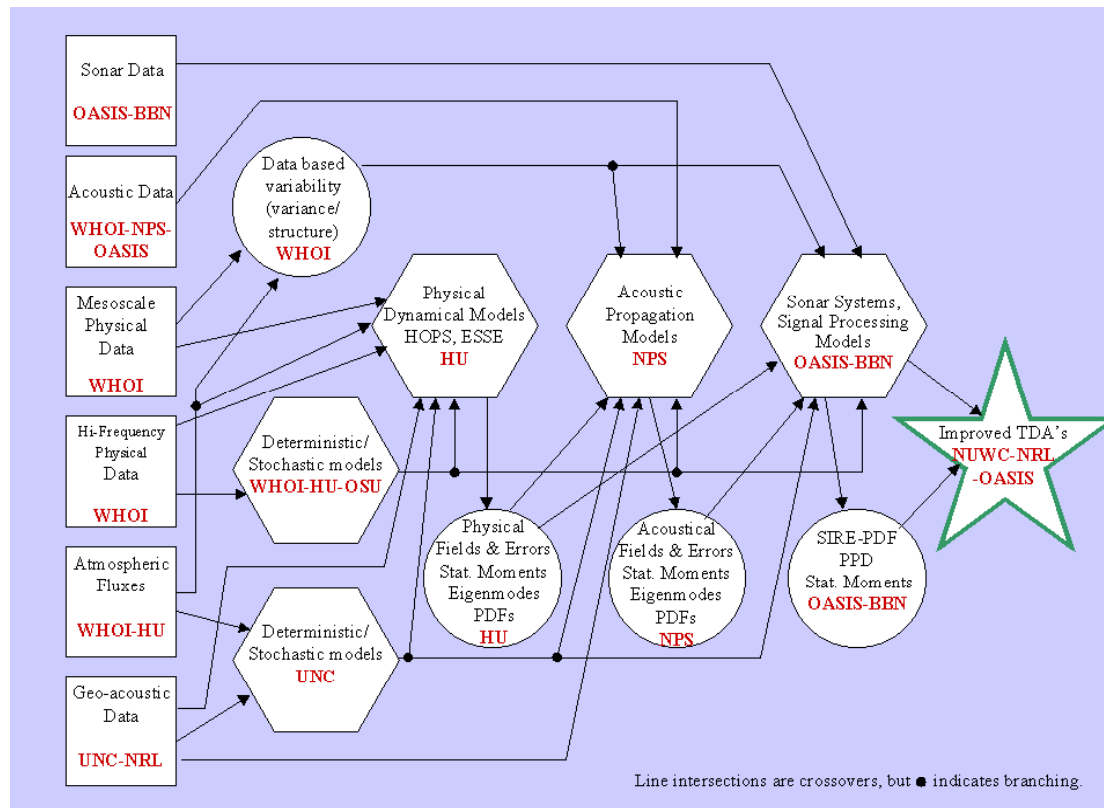 Sonar Data
OASIS-BBN
Acoustic Data
WHOI-NPS-
OASIS
Mesoscale
Physical
Data
WHOI
Hi-Frequency
Physical
Data
WHOI
Atmospheric
Fluxes
WHOI-HU
Geo-acoustic
Data
UNC-NRL
Data based
variability
(variance/
structure)
WHOI
Deterministic/
Stochastic models
WHOI-HU-OSU
Deterministic/
Stochastic models
UNC
Physical
Dynamical Models
HOPS, ESSE
HU
Physical
Fields & Errors
Stat. Moments
Eigenmodes
PDFs
HU
Acoustic
Propagation
Models
NPS
Acoustical
Fields & Errors
Stat. Moments
Eigenmodes
PDFs
NPS
Sonar Systems,
Signal Processing
Models
OASIS-BBN
SIRE-PDF
PPD
Stat. Moments
OASIS-BBN
Improved TDA's
NUWC-NRL
-OASIS
Line intersections are crossovers, but ● indicates branching.